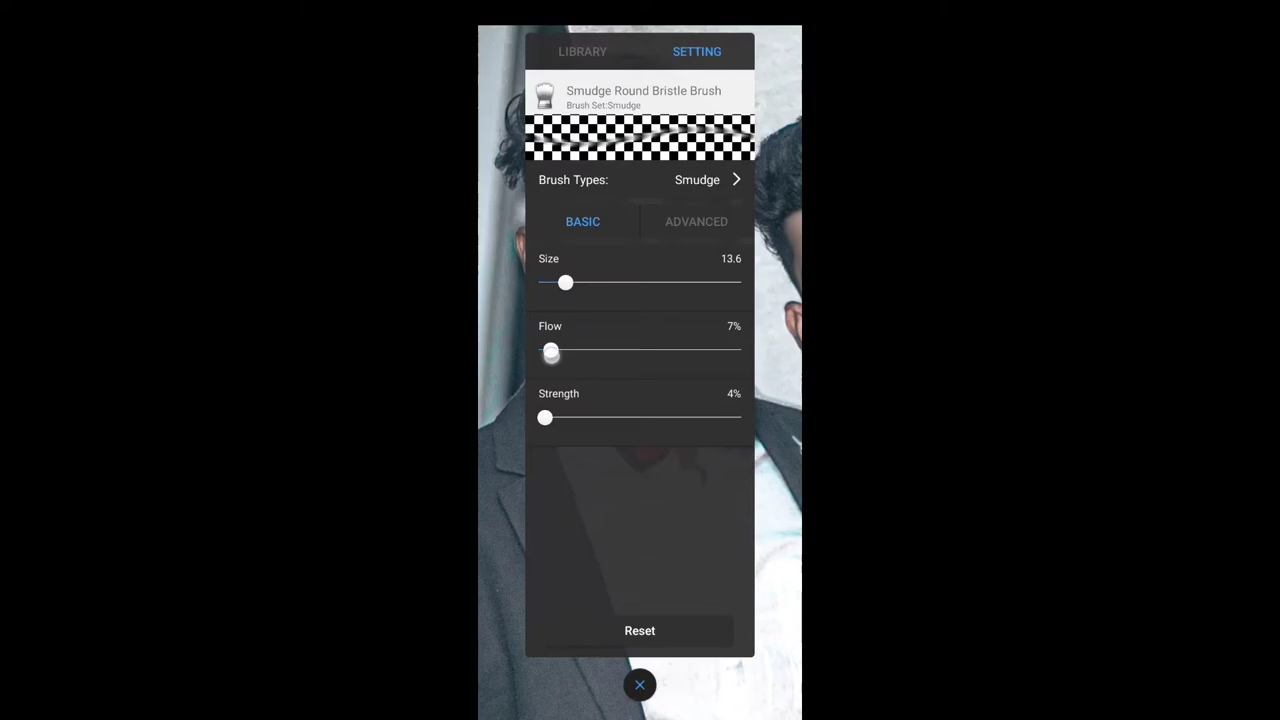 LIBRARY SETTING
Smudge Round Bristle Brush
Brush Set:Smudge
Brush Types: Smudge
BASIC ADVANCED
Size 13.6
Flow 7%
Strength 4%
Reset